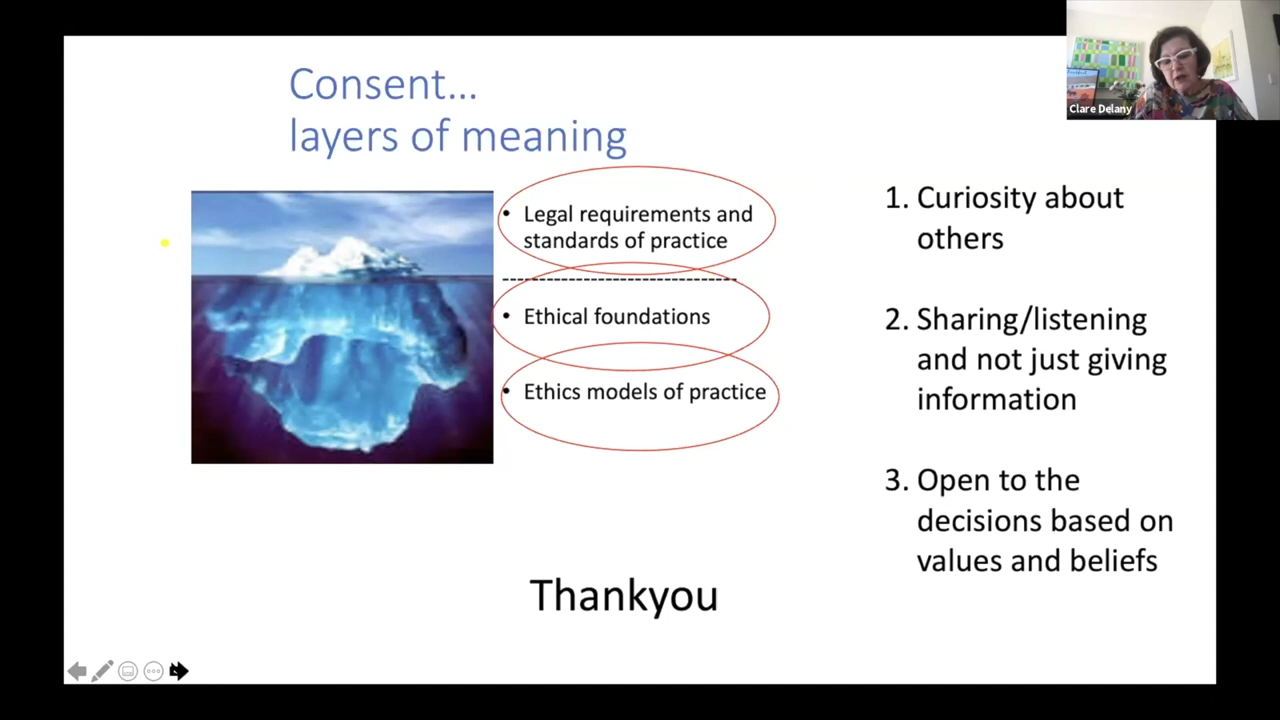 Consent...
layers of meaning
Clare Delany
• Legal requirements and
standards of practice
• Ethical foundations
• Ethics models of practice
1. Curiosity about
others
2. Sharing/listening
and not just giving
information
3. Open to the
decisions based on
values and beliefs
Thankyou